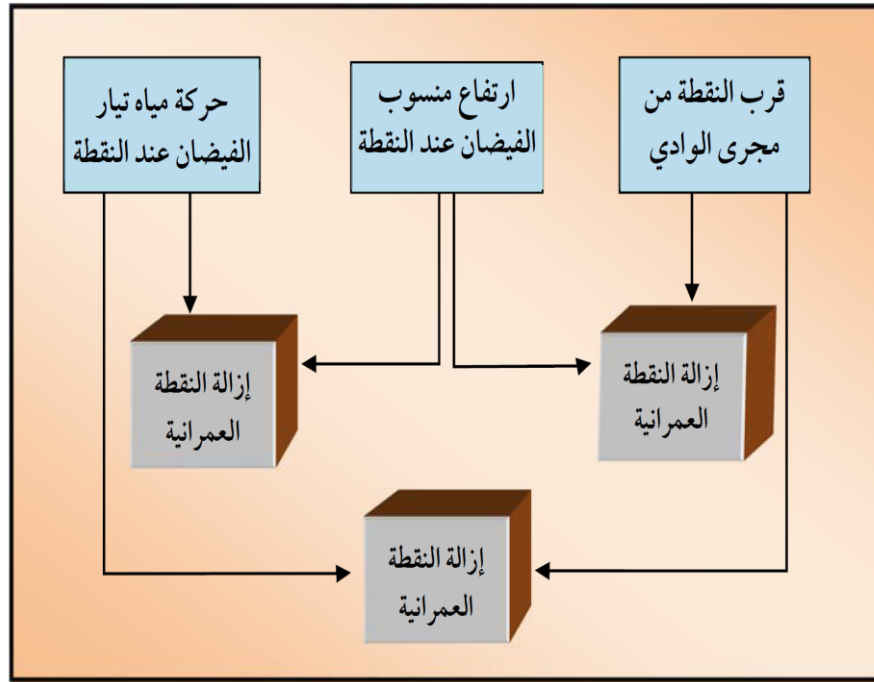 قرب النقطة من
مجرى الوادي
ارتفاع منسوب
الفيضان عند النقطة
حركة مياه تيار
الفيضان عند النقطة
إزالة النقطة
العمرانية
إزالة النقطة
العمرانية
إزالة النقطة
العمرانية